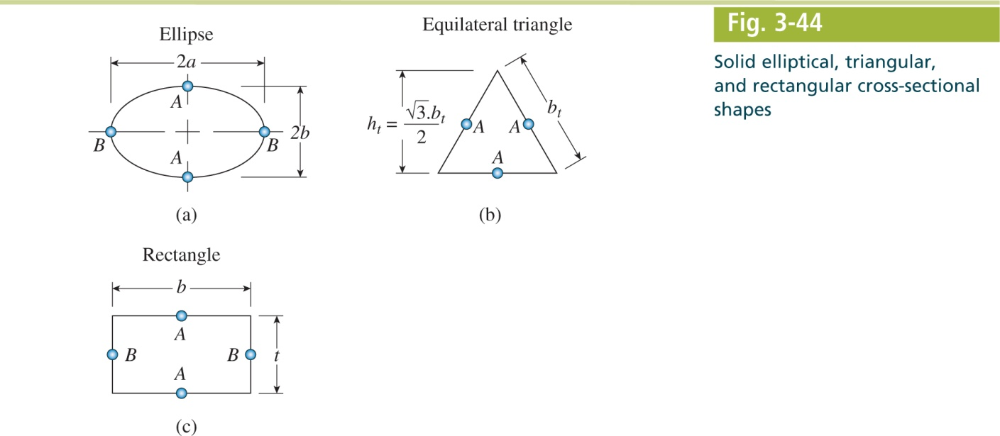 Fig. 3-44
Solid elliptical, triangular,
and rectangular cross-sectional
shapes
Ellipse
2a
A
B
B
2b
A
(a)
Equilateral triangle
h_t = √3.b_t / 2
b_t
A
A
A
(b)
Rectangle
b
A
B
B
t
A
(c)